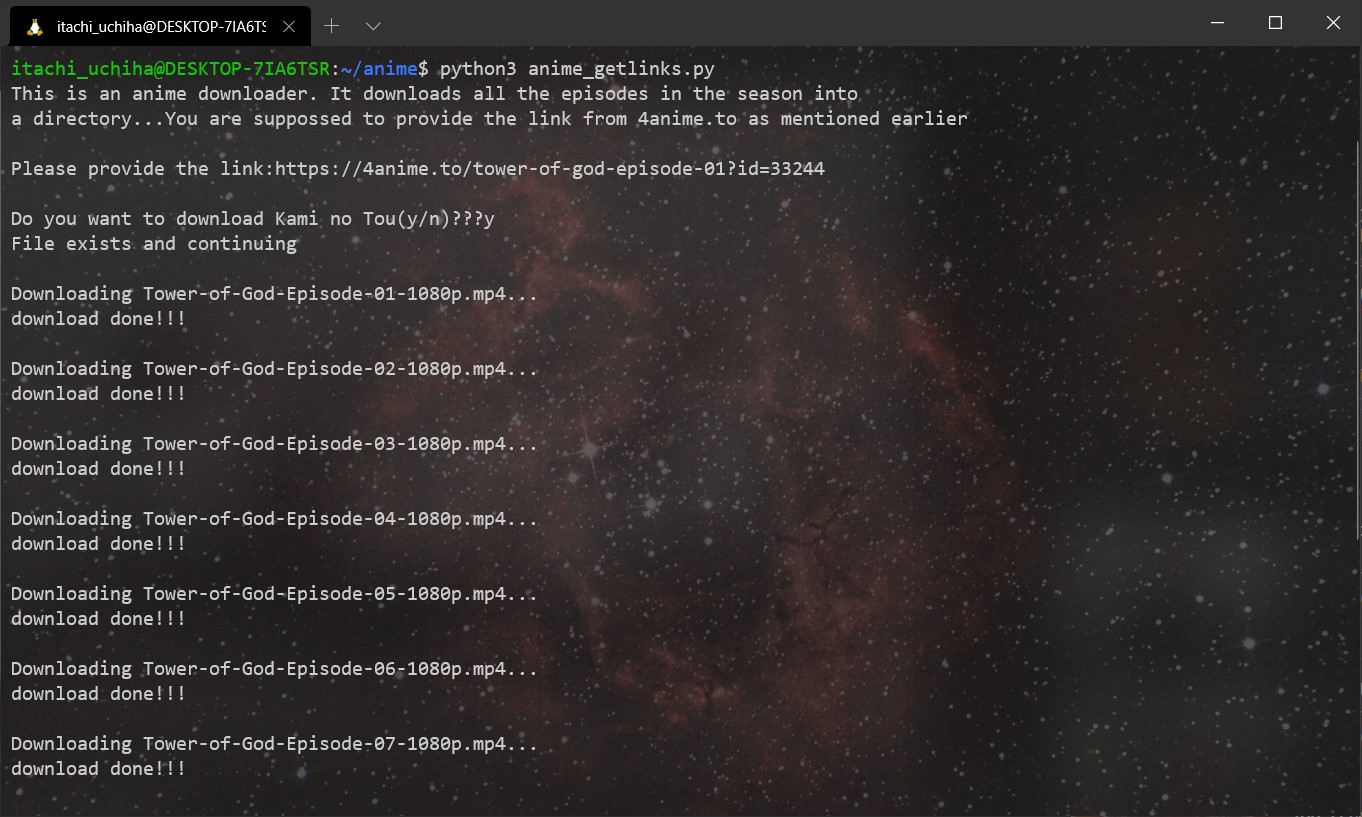 itachi_uchiha@DESKTOP-7IA6TS
itachi_uchiha@DESKTOP-7IA6TSR:~/anime$ python3 anime_getlinks.py
This is an anime downloader. It downloads all the episodes in the season into
a directory...You are suppossed to provide the link from 4anime.to as mentioned earlier
Please provide the link:https://4anime.to/tower-of-god-episode-01?id=33244
Do you want to download Kami no Tou(y/n)???y
File exists and continuing
Downloading Tower-of-God-Episode-01-1080p.mp4...
download done!!!
Downloading Tower-of-God-Episode-02-1080p.mp4...
download done!!!
Downloading Tower-of-God-Episode-03-1080p.mp4...
download done!!!
Downloading Tower-of-God-Episode-04-1080p.mp4...
download done!!!
Downloading Tower-of-God-Episode-05-1080p.mp4...
download done!!!
Downloading Tower-of-God-Episode-06-1080p.mp4...
download done!!!
Downloading Tower-of-God-Episode-07-1080p.mp4...
download done!!!